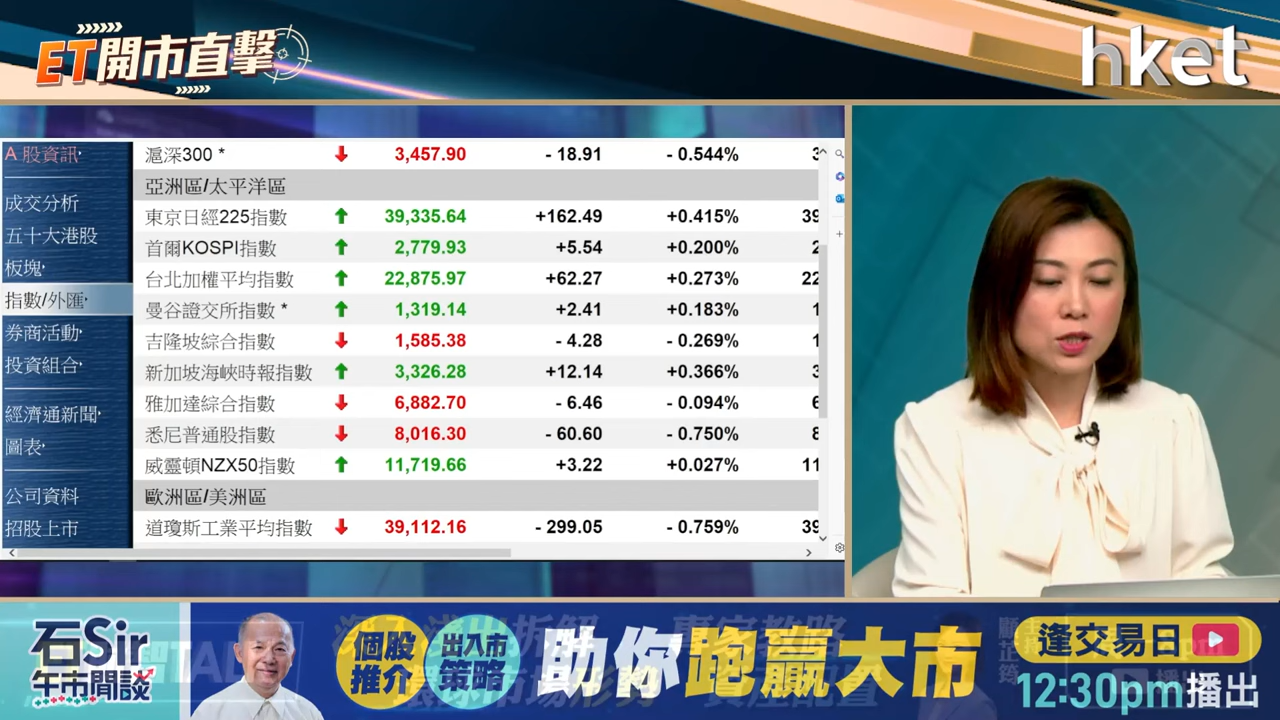 ET開市直擊
hket
A 股資訊
成交分析
五十大港股
板塊
指數/外匯
券商活動
投資組合
經濟通新聞
圖表
公司資料
招股上市
滬深300 * 3,457.90 - 18.91 - 0.544% 3
亞洲區/太平洋區
東京日經225指數 39,335.64 +162.49 +0.415% 39
首爾KOSPI指數 2,779.93 +5.54 +0.200% 2
台北加權平均指數 22,875.97 +62.27 +0.273% 22
曼谷證交所指數 * 1,319.14 +2.41 +0.183% 1
吉隆坡綜合指數 1,585.38 - 4.28 - 0.269% 1
新加坡海峽時報指數 3,326.28 +12.14 +0.366% 3
雅加達綜合指數 6,882.70 - 6.46 - 0.094% 6
悉尼普通股指數 8,016.30 - 60.60 - 0.750% 8
威靈頓NZX50指數 11,719.66 +3.22 +0.027% 11
歐洲區/美洲區
道瓊斯工業平均指數 39,112.16 - 299.05 - 0.759% 39
石Sir
午市閒談
個股
推介
出入市
策略
助你跑贏大市
逢交易日
12:30pm播出